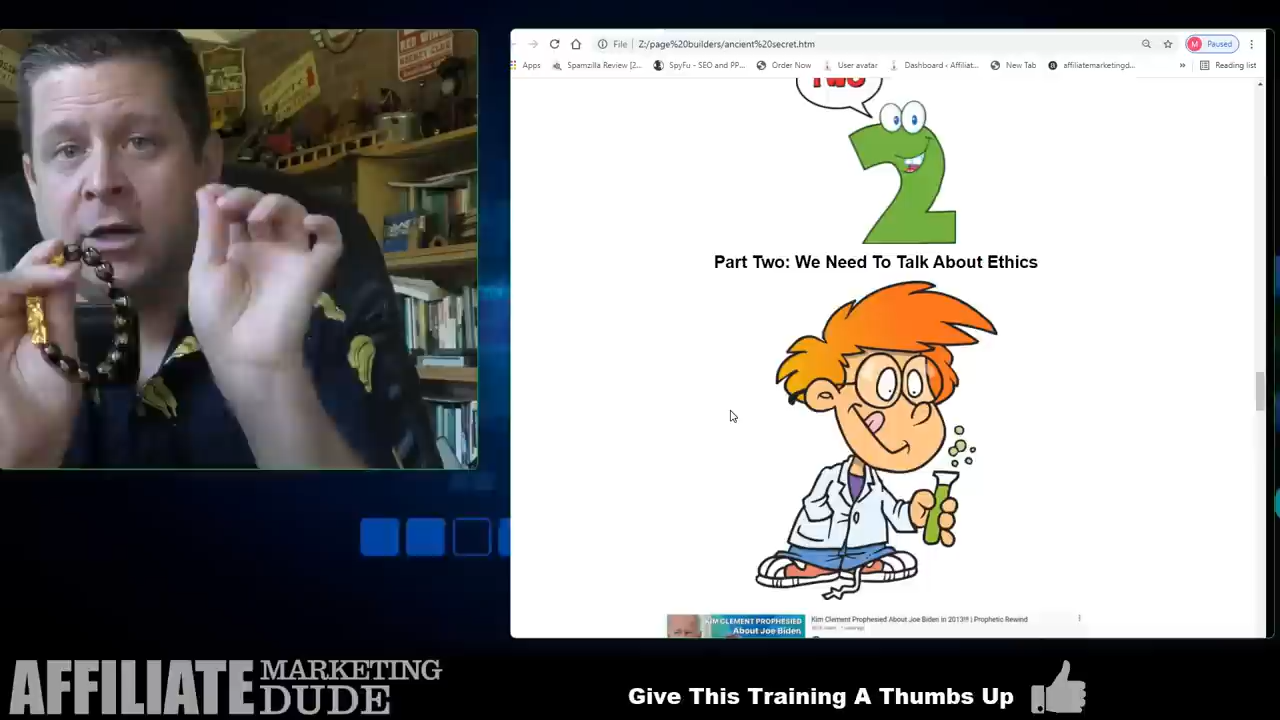 RED WING
File
Z:/page%20builders/ancient%20secret.htm
Paused
Apps
Spamzilla Review [2...
SpyFu - SEO and PP...
Order Now
User avatar
Dashboard ‹ Affiliat...
New Tab
affiliatemarketingd...
»
Reading list
TWO
2
Part Two: We Need To Talk About Ethics
KIM CLEMENT PROPHESIED
About Joe Biden
Kim Clement Prophesied About Joe Biden in 2013!!! | Prophetic Rewind
AFFILIATE MARKETING DUDE
Give This Training A Thumbs Up